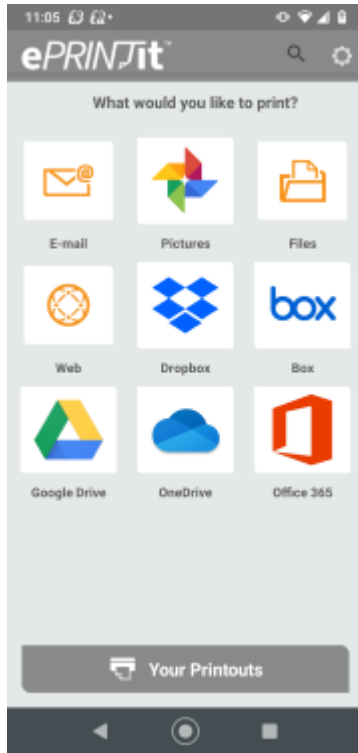 11:05
ePRINTit™
What would you like to print?
E-mail Pictures Files
box
Web Dropbox Box
Google Drive OneDrive Office 365
Your Printouts